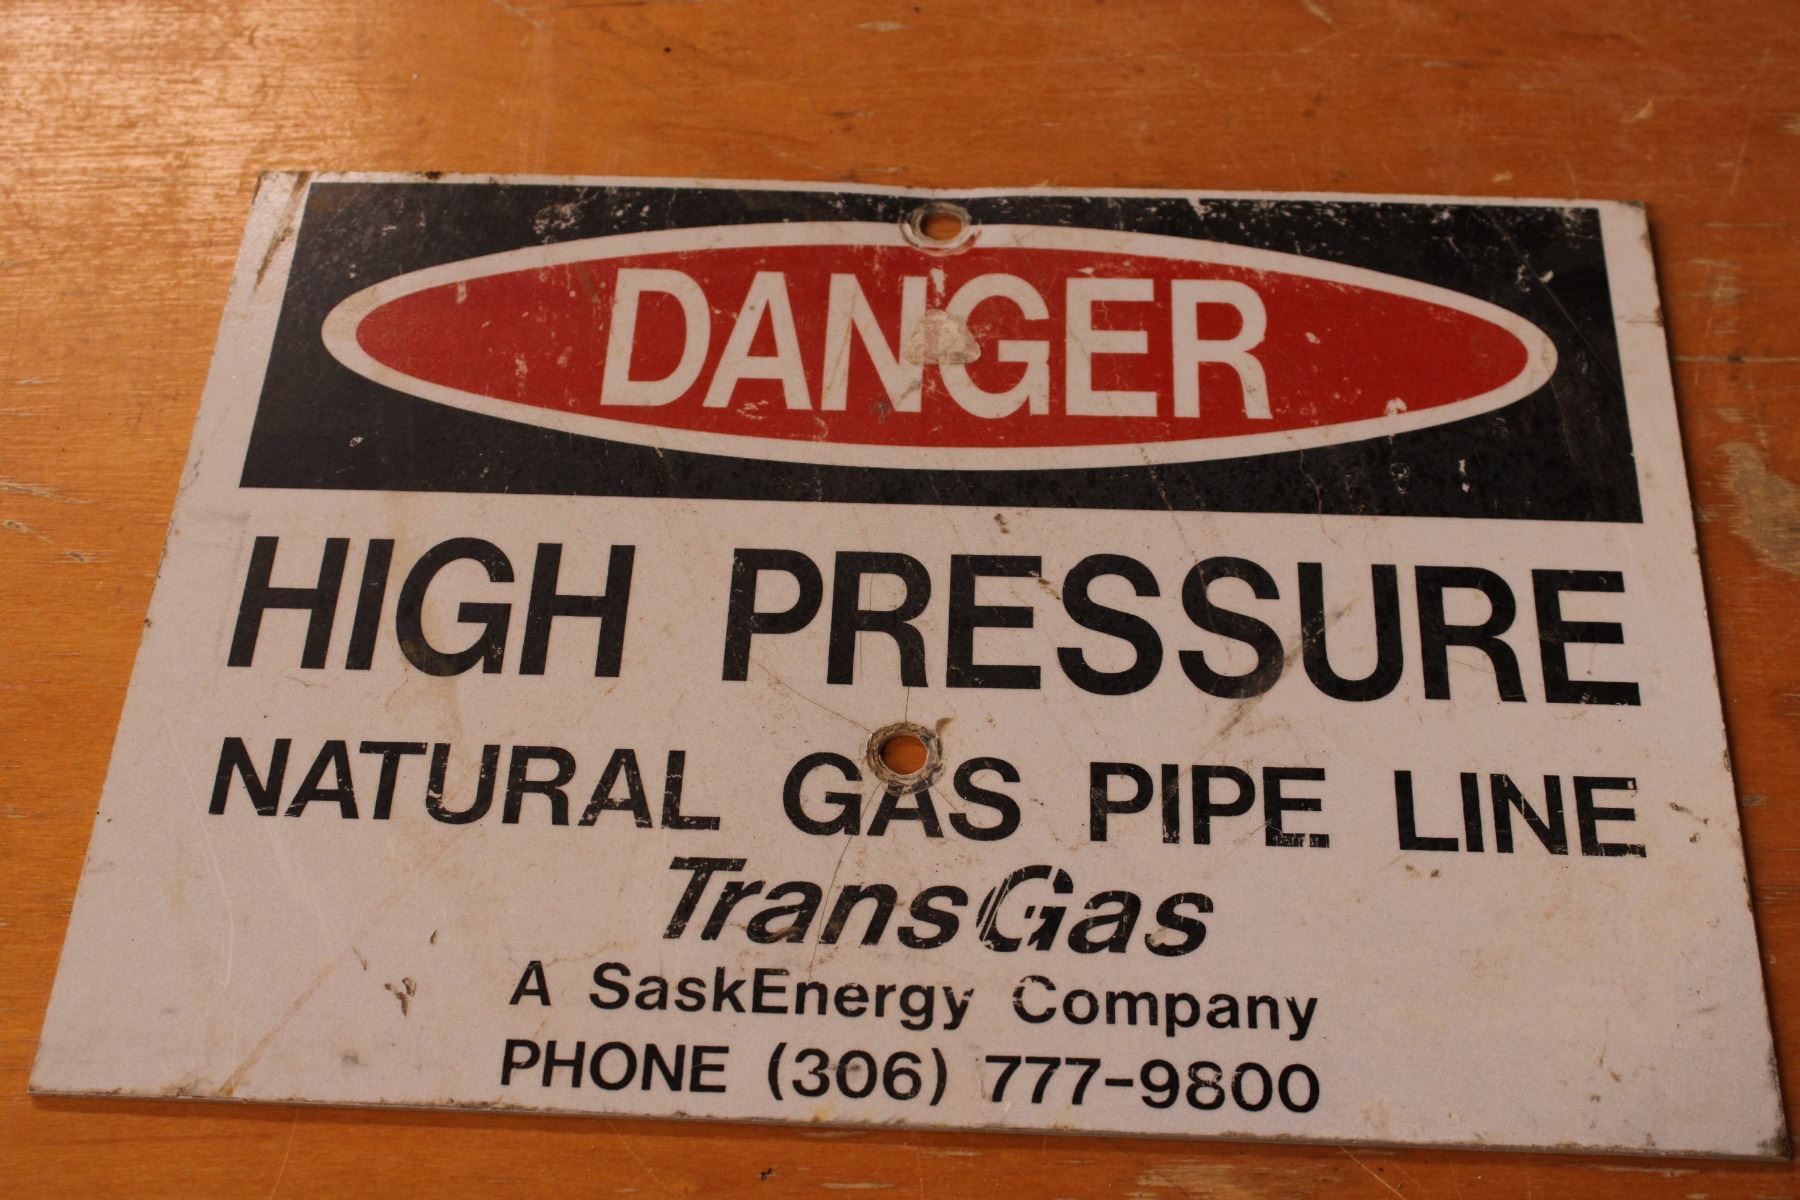 DANGER
HIGH PRESSURE
NATURAL GAS PIPE LINE
TransGas
A SaskEnergy Company
PHONE (306) 777-9800